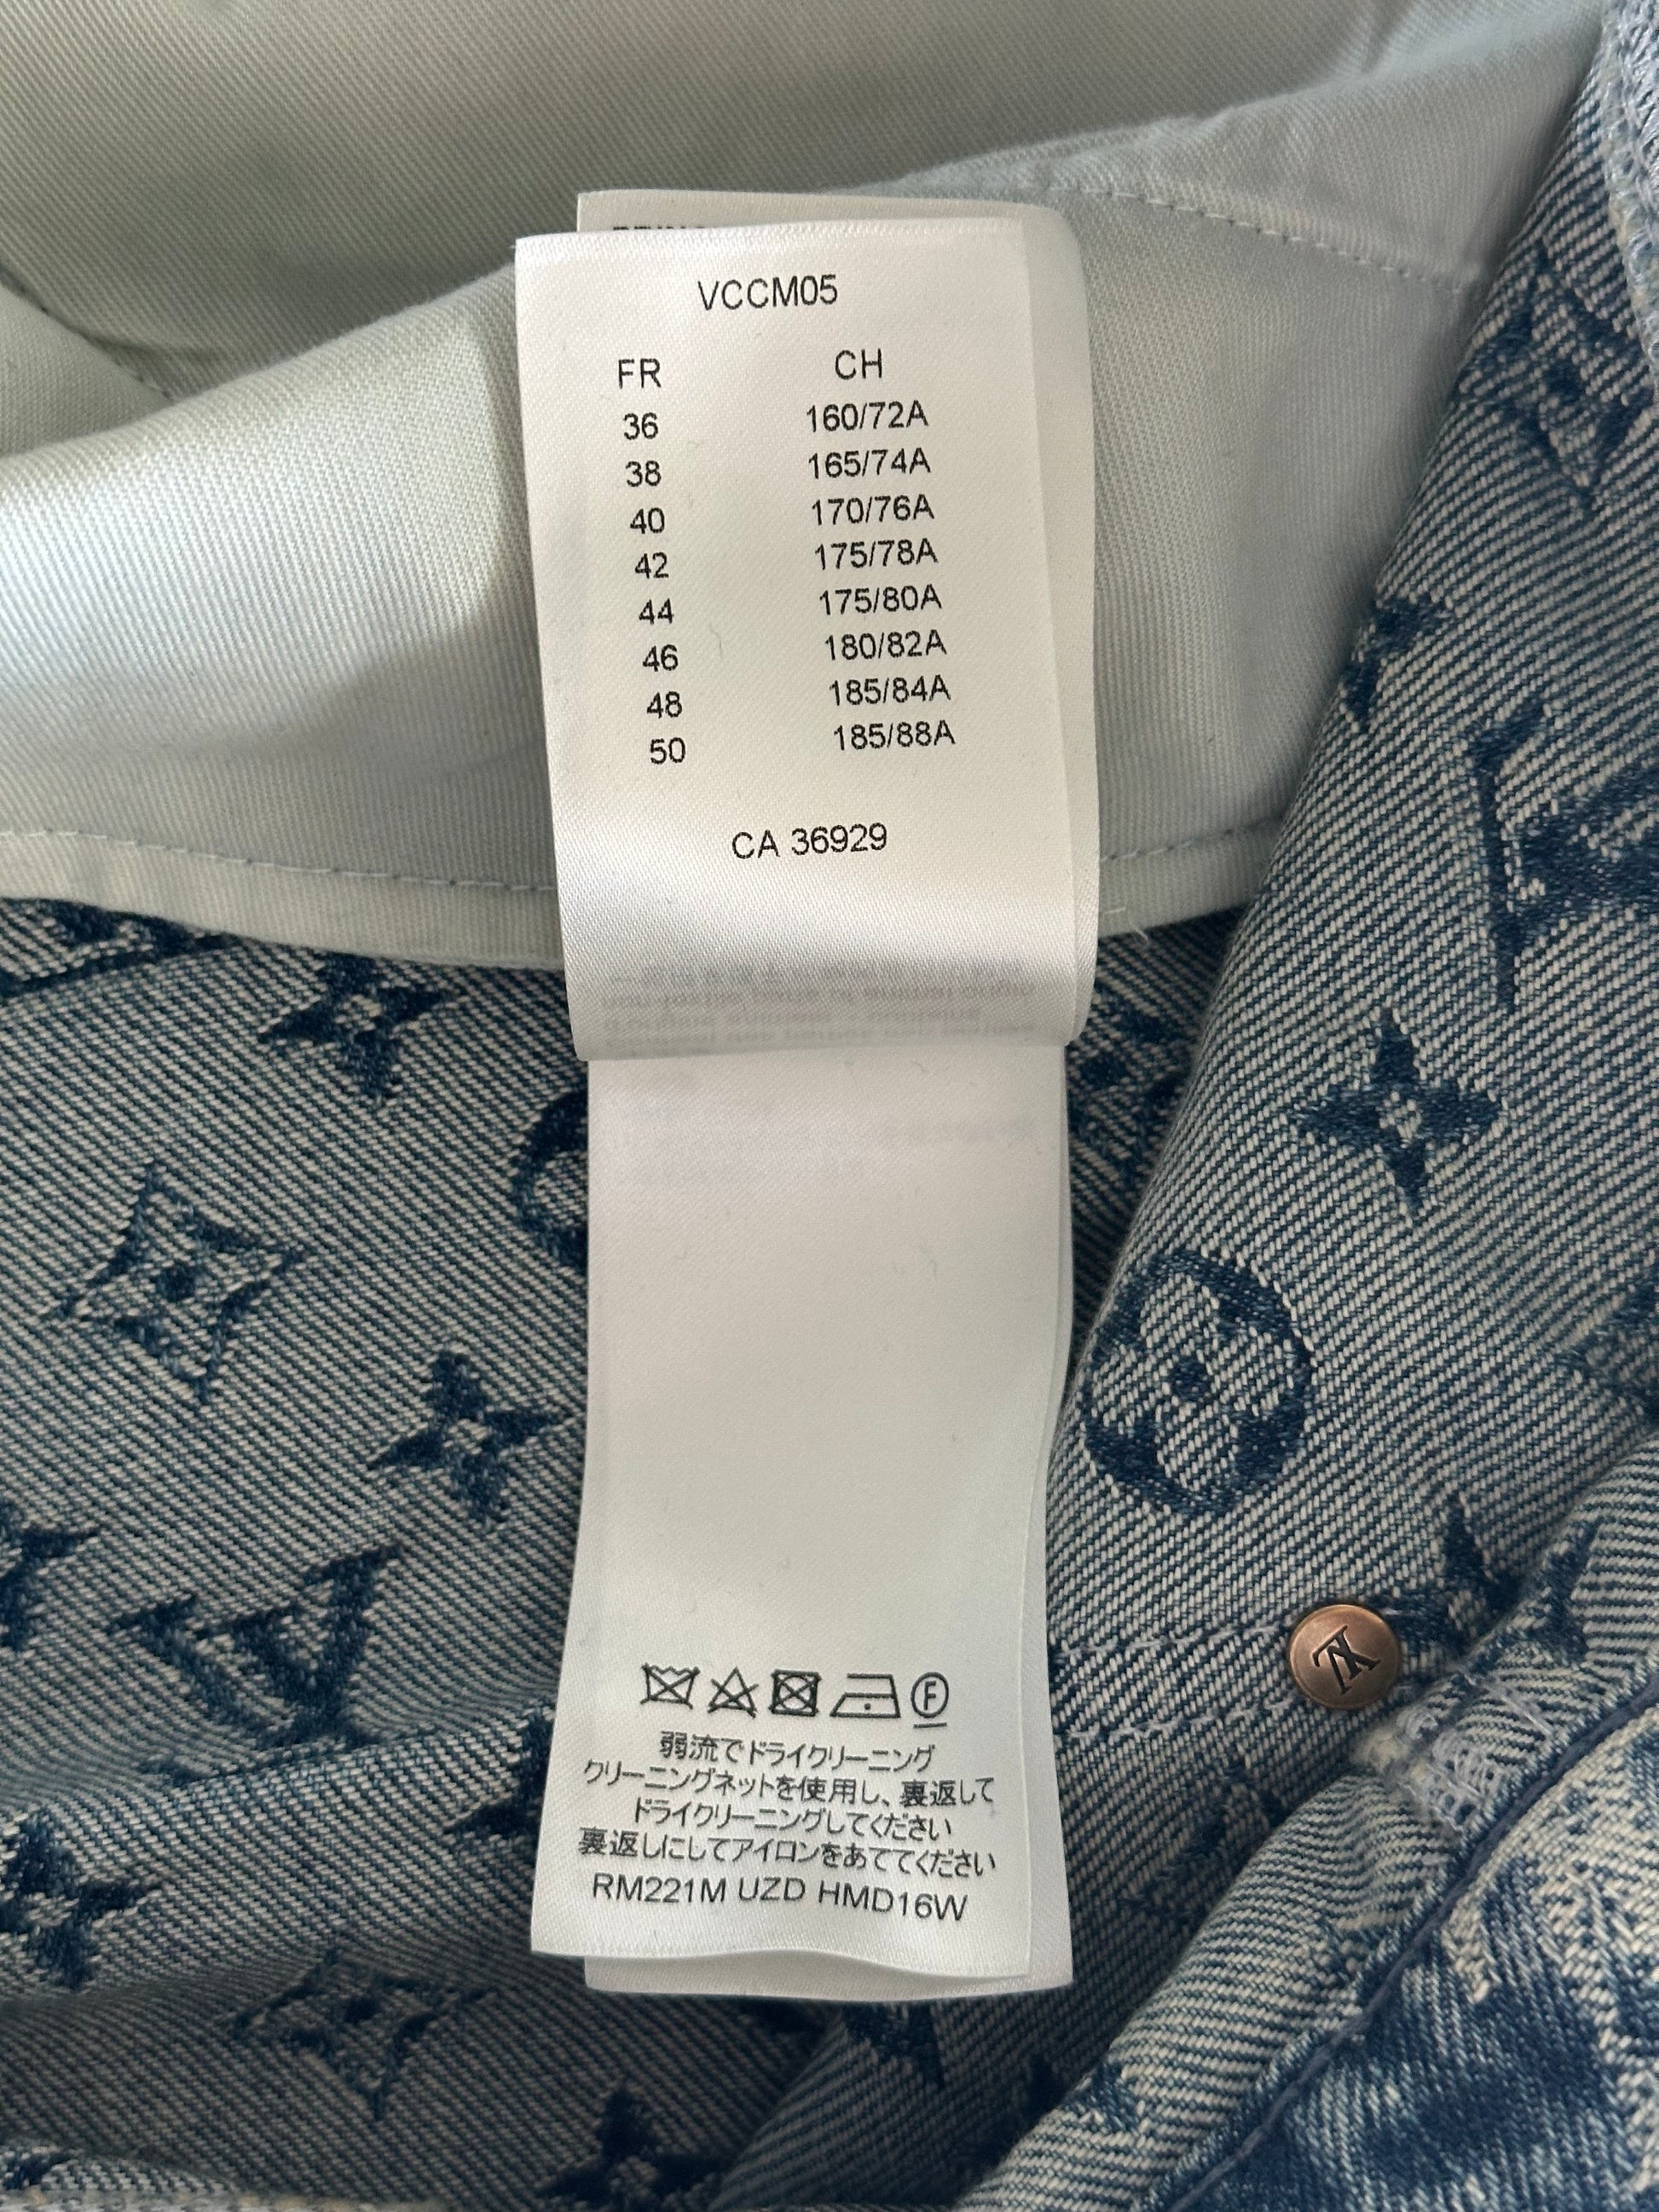 VCCM05
FR CH
36 160/72A
38 165/74A
40 170/76A
42 175/78A
44 175/80A
46 180/82A
48 185/84A
50 185/88A
CA 36929
F
弱流でドライクリーニング
クリーニングネットを使用し、裏返して
ドライクリーニングしてください
裏返しにしてアイロンをあててください
RM221M UZD HMD16W
LV